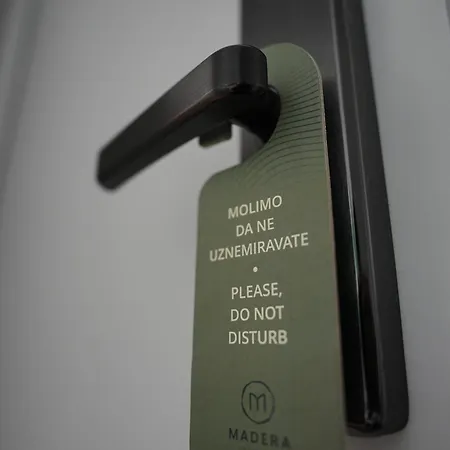 MOLIMO
DA NE
UZNEMIRAVATE
•
PLEASE,
DO NOT
DISTURB
M
MADERA